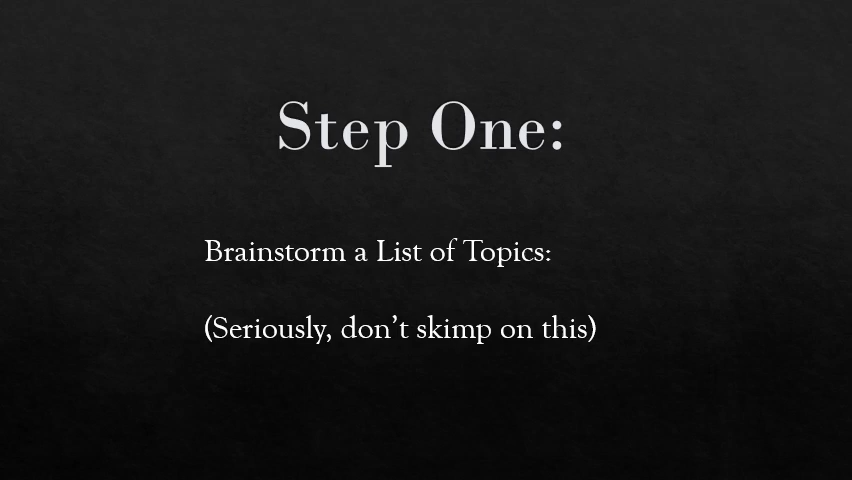 Step One:
Brainstorm a List of Topics:
(Seriously, don’t skimp on this)